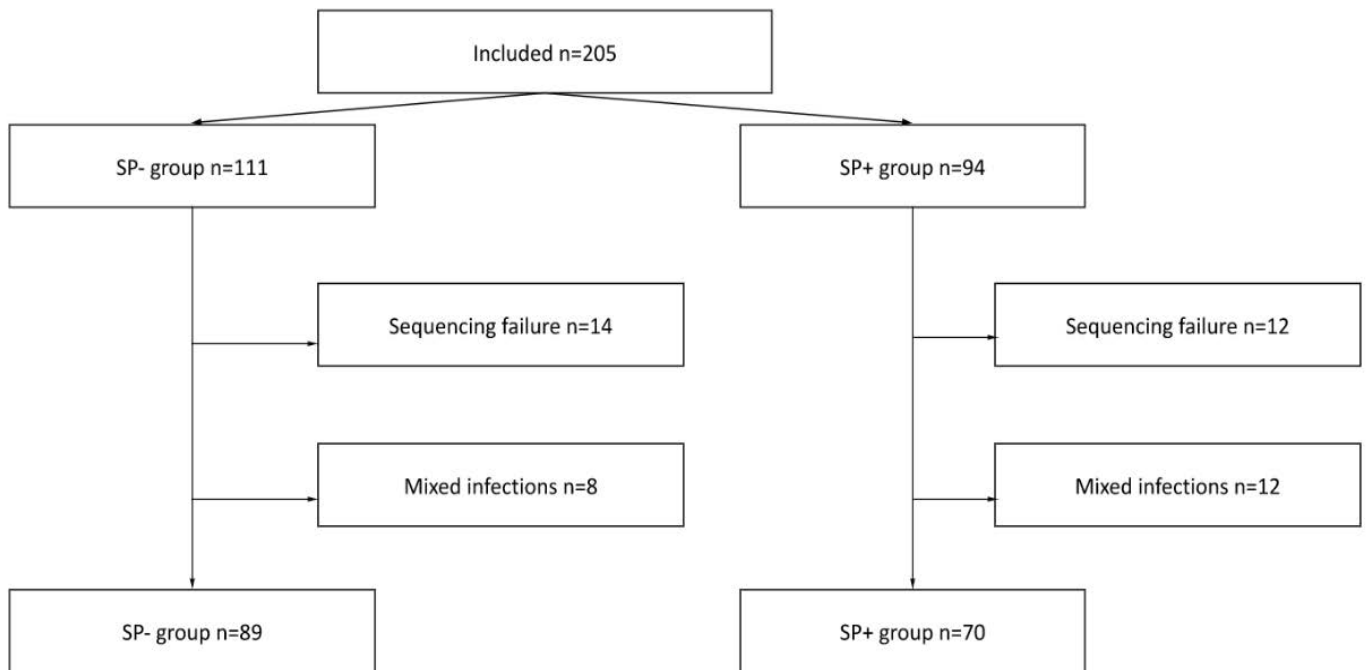 Included n=205
SP- group n=111
SP+ group n=94
Sequencing failure n=14
Sequencing failure n=12
Mixed infections n=8
Mixed infections n=12
SP- group n=89
SP+ group n=70